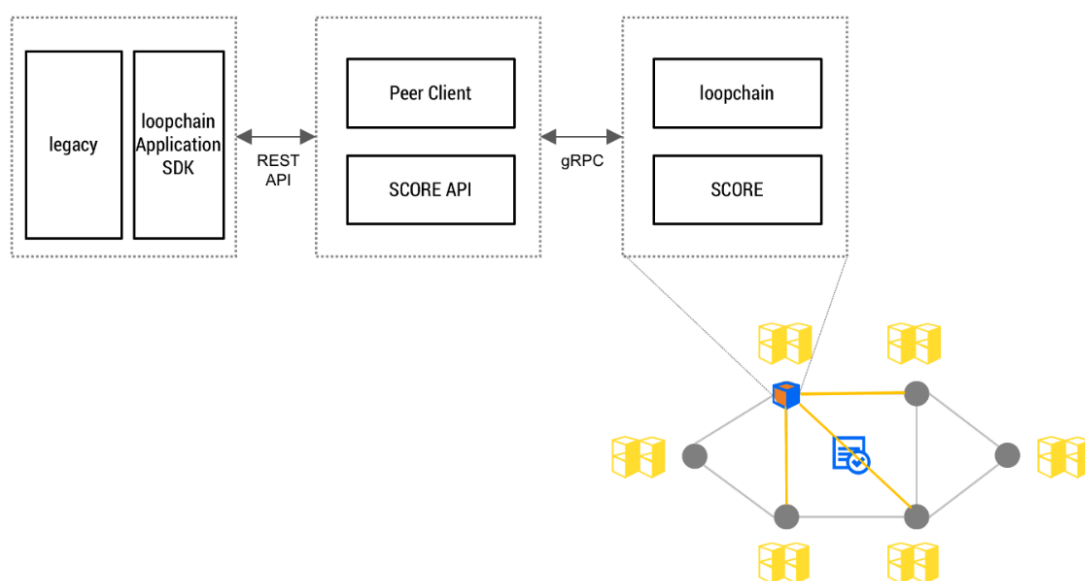 legacy
loopchain
Application
SDK
REST
API
Peer Client
SCORE API
gRPC
loopchain
SCORE